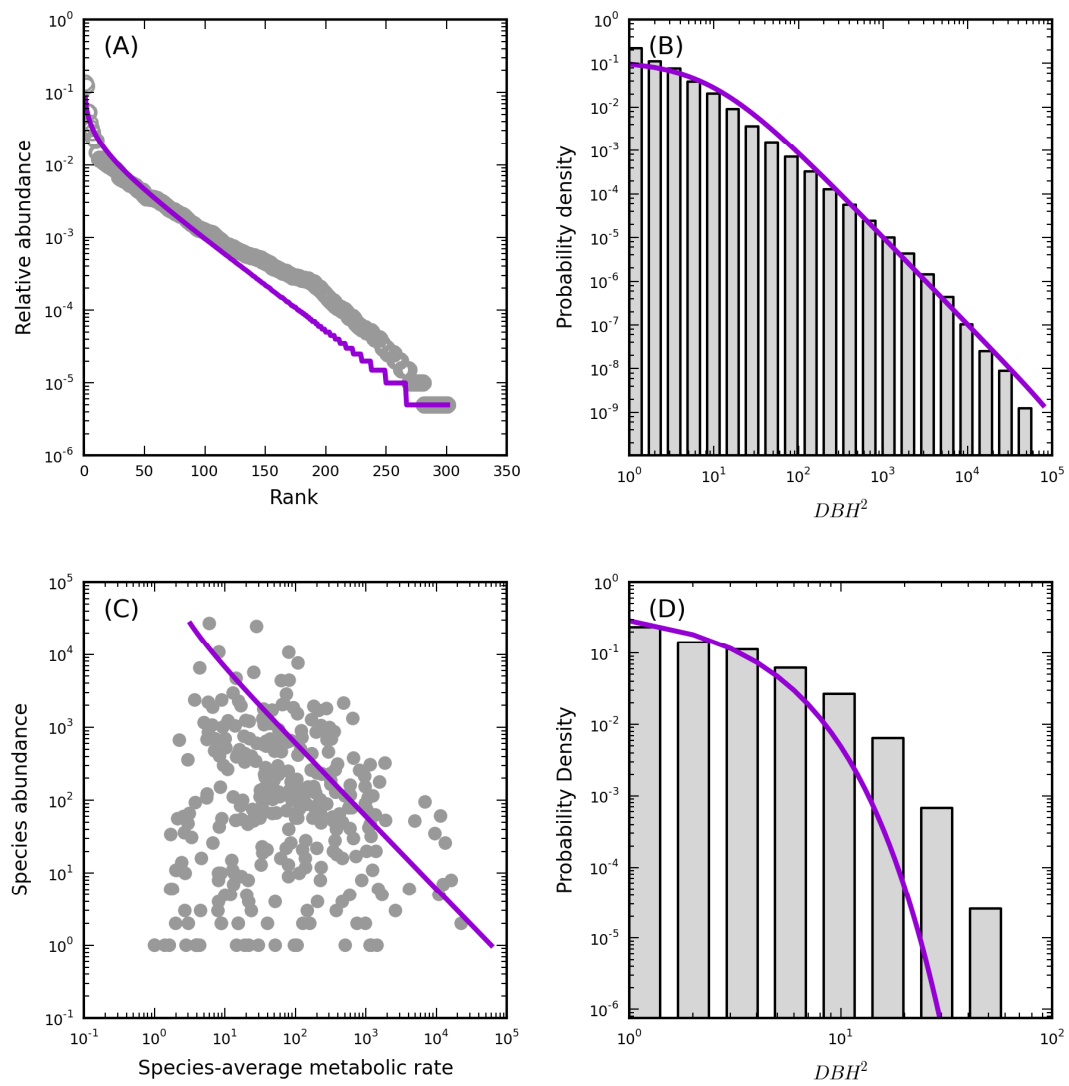 (A)
Relative abundance
10^0
10^-1
10^-2
10^-3
10^-4
10^-5
10^-6
0 50 100 150 200 250 300 350
Rank
(B)
Probability density
10^0
10^-1
10^-2
10^-3
10^-4
10^-5
10^-6
10^-7
10^-8
10^-9
10^0 10^1 10^2 10^3 10^4 10^5
DBH^2
(C)
Species abundance
10^5
10^4
10^3
10^2
10^1
10^0
10^-1
10^-1 10^0 10^1 10^2 10^3 10^4 10^5
Species-average metabolic rate
(D)
Probability Density
10^0
10^-1
10^-2
10^-3
10^-4
10^-5
10^-6
10^0 10^1 10^2
DBH^2